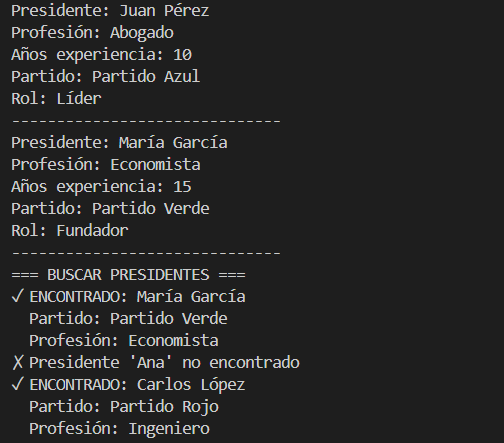 Presidente: Juan Pérez
Profesión: Abogado
Años experiencia: 10
Partido: Partido Azul
Rol: Líder
------------------------------
Presidente: María García
Profesión: Economista
Años experiencia: 15
Partido: Partido Verde
Rol: Fundador
------------------------------
=== BUSCAR PRESIDENTES ===
✓ ENCONTRADO: María García
  Partido: Partido Verde
  Profesión: Economista
✗ Presidente 'Ana' no encontrado
✓ ENCONTRADO: Carlos López
  Partido: Partido Rojo
  Profesión: Ingeniero